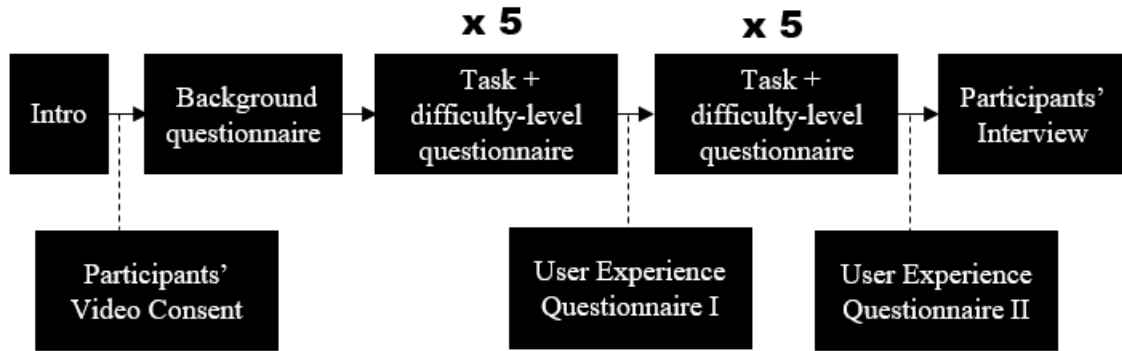 x 5
x 5
Intro
Background
questionnaire
Task +
difficulty-level
questionnaire
Task +
difficulty-level
questionnaire
Participants’
Interview
Participants’
Video Consent
User Experience
Questionnaire I
User Experience
Questionnaire II